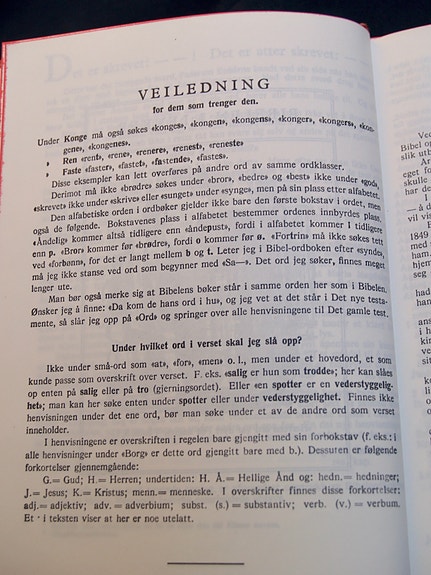 VEILEDNING
for dem som trenger den.
Under Konge må også søkes «konges», «kongen», «kongens», «konger», «kongers», «kon-
gene», «kongenes».
» Ren «rent», «rene», «renere», «renest», «reneste»
» Faste «faster», «fastet», «fastende», «fastes».
Disse eksempler kan lett overføres på andre ord av samme ordklasser.
Derimot må ikke «brødre» søkes under «bror», «bedre» og «best» ikke under «god»,
«skrevet» ikke under «skrive» eller «sunget» under «synge», men på sin plass etter alfabetet.
Den alfabetiske orden i ordbøker gjelder ikke bare den første bokstav i ordet, men
også de følgende. Bokstavenes plass i alfabetet bestemmer ordenes innbyrdes plass.
«Åndelig» kommer altså tidligere enn «åndepust», fordi l i alfabetet kommer tidligere
enn p. «Bror» kommer før «brødre», fordi o kommer før ø. «Fortrin» må ikke søkes tett
ved «forbønn», for det er langt mellem b og t. Leter jeg i Bibel-ordboken efter «synde»,
må jeg ikke stanse ved ord som begynner med «Sa—». Det ord jeg søker, finnes meget
lenger ute.
Man bør også merke sig at Bibelens bøker står i samme orden her som i Bibelen.
Ønsker jeg å finne: «Da kom de hans ord i hu», og jeg vet at det står i Det nye testa-
mente, så slår jeg opp på «Ord» og springer over alle henvisningene til Det gamle test.
Under hvilket ord i verset skal jeg slå opp?
Ikke under små-ord som «at», «for», «men» o. l., men under et hovedord, et som
kunde passe som overskrift over verset. F. eks. «salig er hun som trodde»; her kan slåes
op enten på salig eller på tro (gjerningsordet). Eller «en spotter er en vederstyggelig-
het»; man kan her søke enten under spotter eller under vederstyggelighet. Finnes ikke
henvisningen under det ene ord, bør man søke under et av de andre ord som verset
inneholder.
I henvisningene er overskriften i regelen bare gjengitt med sin forbokstav (f. eks.: i
alle henvisninger under «Borg» er dette ord gjengitt bare med b.). Dessuten er følgende
forkortelser gjennemgående:
G.= Gud; H.= Herren; undertiden: H. Å.= Hellige Ånd og: hedn.= hedninger;
J.= Jesus; K.= Kristus; menn.= menneske. I overskrifter finnes disse forkortelser:
adj.= adjektiv; adv.= adverbium; subst. (s.) = substantiv; verb. (v.) = verbum.
Et · i teksten viser at her er noe utelatt.